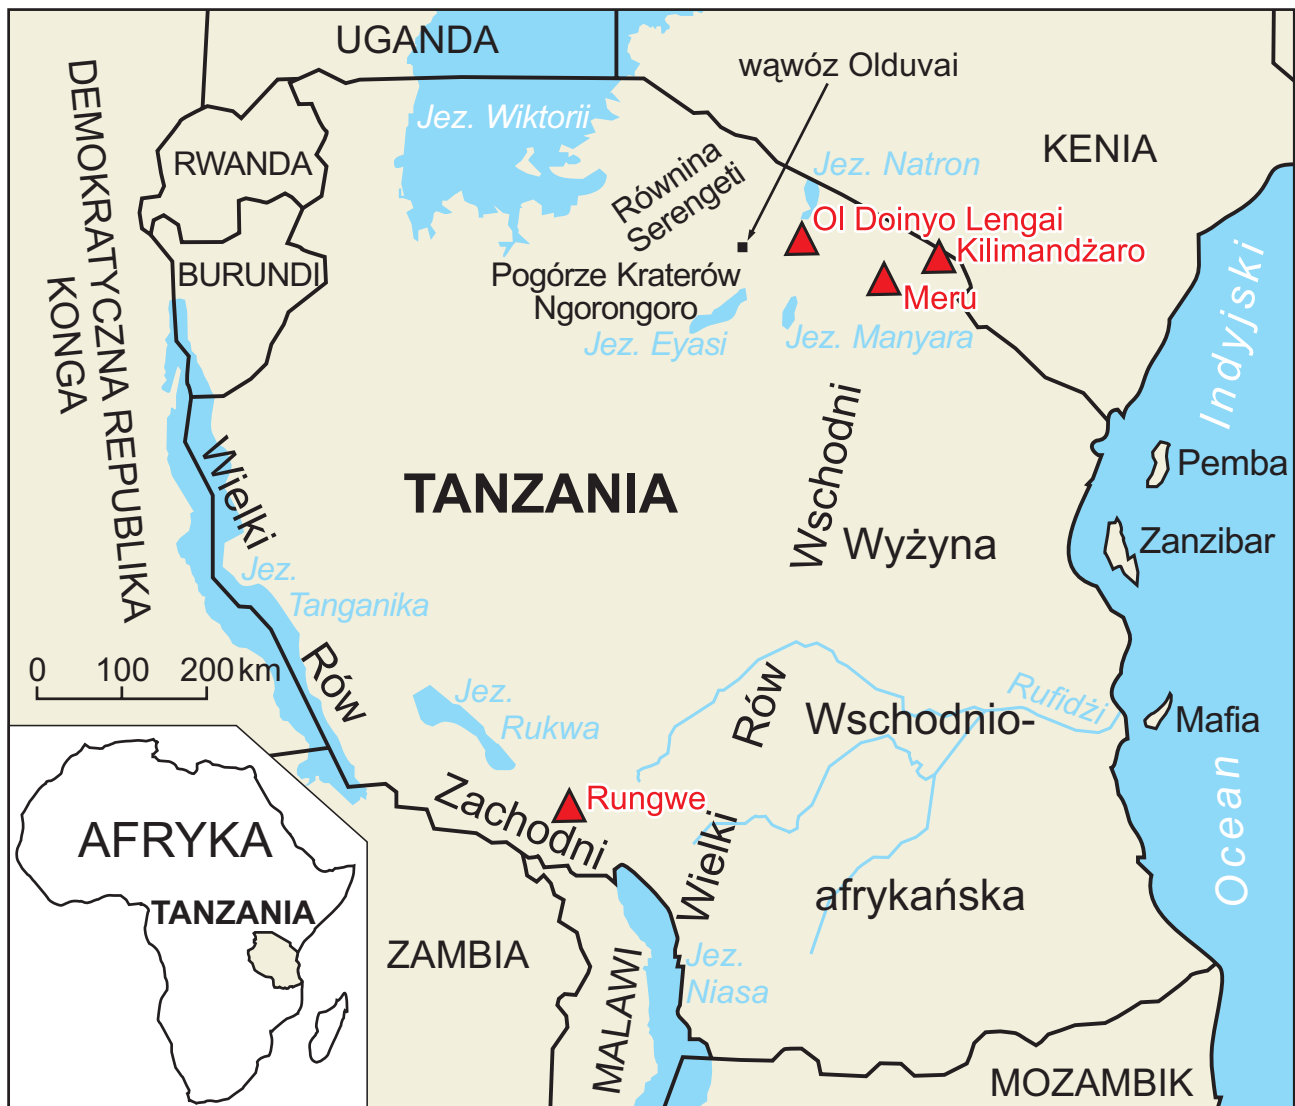 UGANDA
wąwóz Olduvai
DEMOKRATYCZNA REPUBLIKA
KONGA
Jez. Wiktorii
KENIA
RWANDA
Równina
Serengeti
Jez. Natron
Ol Doinyo Lengai
Kilimandżaro
BURUNDI
Pogórze Kraterów
Ngorongoro
Meru
Jez. Eyasi
Jez. Manyara
Ocean Indyjski
Wielki Rów Zachodni
Wielki Rów Wschodni
Pemba
TANZANIA
Wyżyna
Zanzibar
Jez.
Tanganika
0 100 200 km
Jez.
Rukwa
Rufidżi
Wschodnio-
Mafia
Rungwe
AFRYKA
TANZANIA
afrykańska
ZAMBIA
MALAWI
Jez.
Niasa
MOZAMBIK